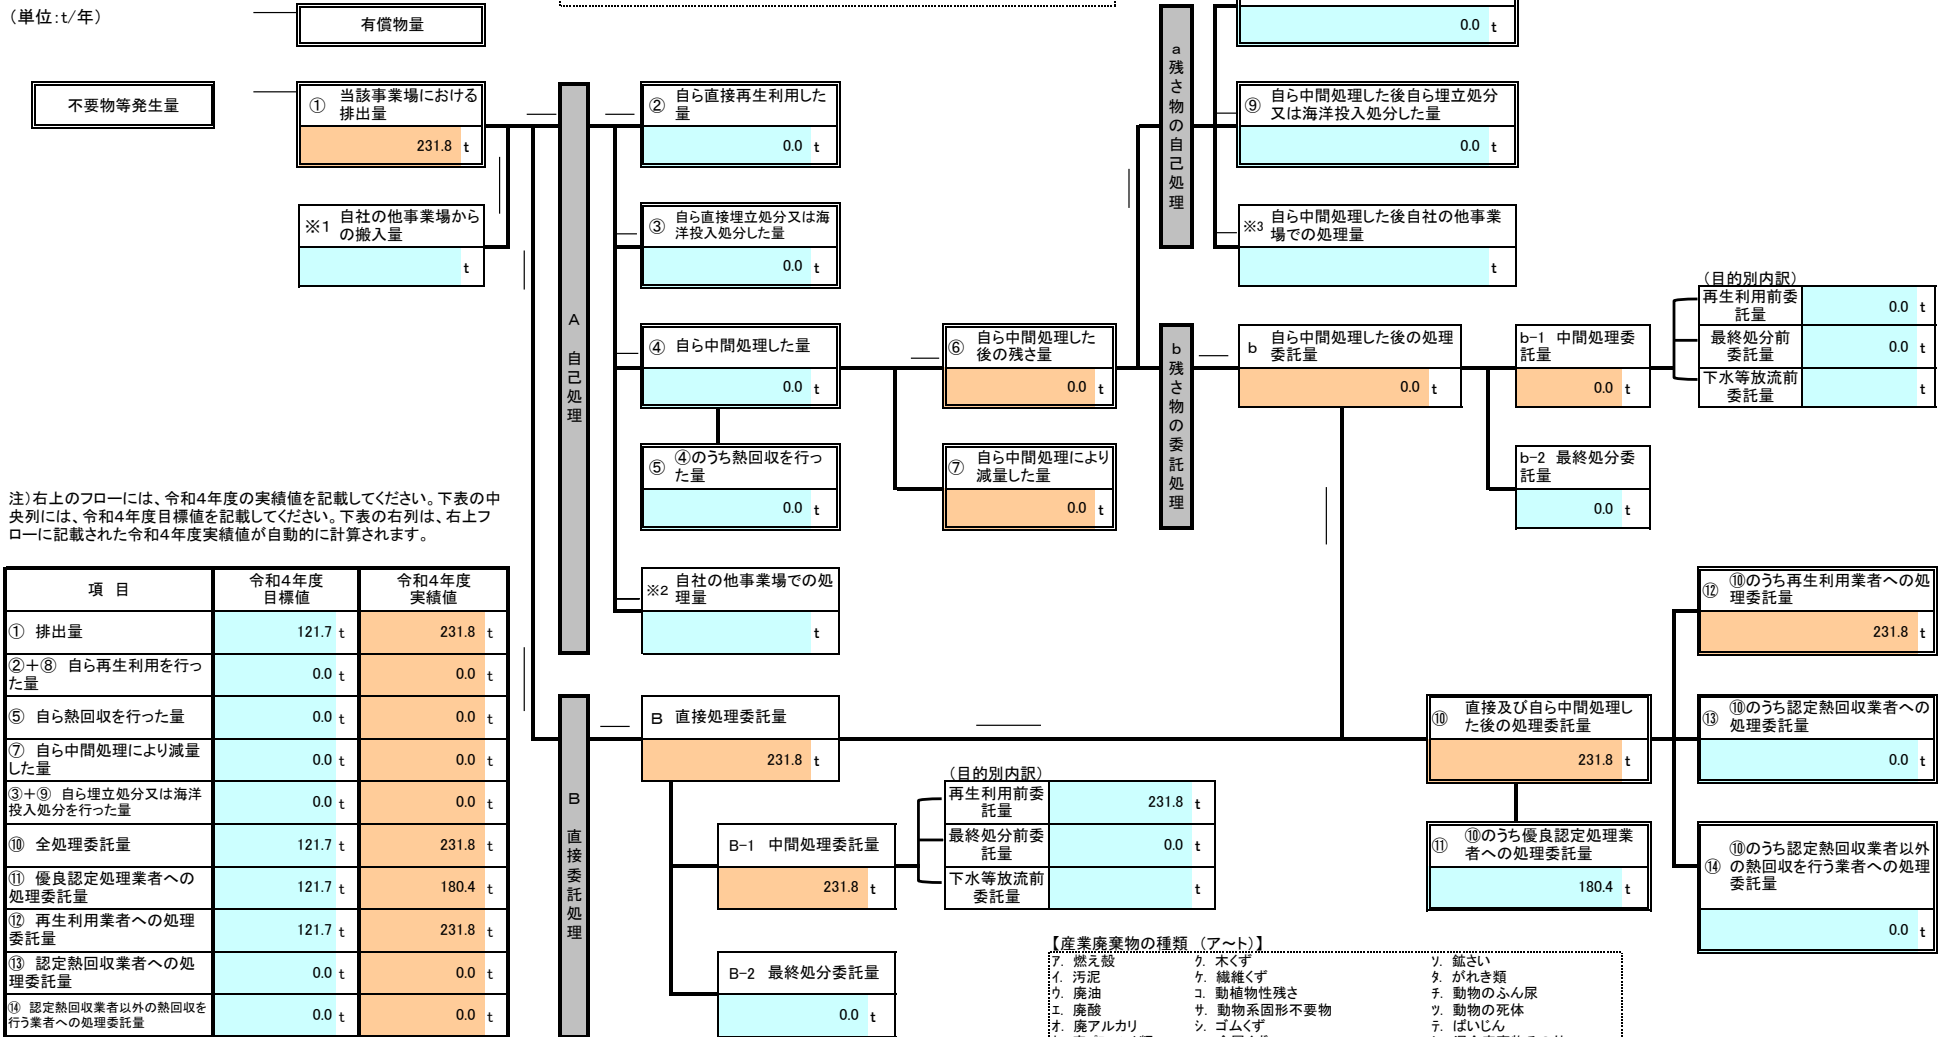 （単位：t/年）
有償物量
0.0 t
不要物等発生量
① 当該事業場における
排出量
231.8 t
② 自ら直接再生利用した
量
0.0 t
⑨ 自ら中間処理した後自ら埋立処分
又は海洋投入処分した量
0.0 t
a 残さ物の自己処理
※1 自社の他事業場から
の搬入量
t
③ 自ら直接埋立処分又は海
洋投入処分した量
0.0 t
※3 自ら中間処理した後自社の他事業
場での処理量
t
A 自己処理
④ 自ら中間処理した量
0.0 t
⑥ 自ら中間処理した
後の残さ量
0.0 t
b 残さ物の委託処理
b 自ら中間処理した後の処理
委託量
0.0 t
b-1 中間処理委
託量
0.0 t
（目的別内訳）
再生利用前委
託量
0.0 t
最終処分前
委託量
0.0 t
下水等放流前
委託量
t
⑤ ④のうち熱回収を行っ
た量
0.0 t
⑦ 自ら中間処理により
減量した量
0.0 t
b-2 最終処分委
託量
0.0 t
注）右上のフローには、令和４年度の実績値を記載してください。下表の中
央列には、令和４年度目標値を記載してください。下表の右列は、右上フ
ローに記載された令和４年度実績値が自動的に計算されます。
※2 自社の他事業場での処
理量
t
項 目
令和４年度
目標値
令和４年度
実績値
① 排出量 121.7 t 231.8 t
②＋⑧ 自ら再生利用を行っ
た量 0.0 t 0.0 t
⑤ 自ら熱回収を行った量 0.0 t 0.0 t
⑦ 自ら中間処理により減量
した量 0.0 t 0.0 t
③＋⑨ 自ら埋立処分又は海洋
投入処分を行った量 0.0 t 0.0 t
⑩ 全処理委託量 121.7 t 231.8 t
⑪ 優良認定処理業者への
処理委託量 121.7 t 180.4 t
⑫ 再生利用業者への処理
委託量 121.7 t 231.8 t
⑬ 認定熱回収業者への処
理委託量 0.0 t 0.0 t
⑭ 認定熱回収業者以外の熱回収を
行う業者への処理委託量 0.0 t 0.0 t
B 直接委託処理
B 直接処理委託量
231.8 t
B-1 中間処理委託量
231.8 t
（目的別内訳）
再生利用前委
託量
231.8 t
最終処分前委
託量
0.0 t
下水等放流前
委託量
t
B-2 最終処分委託量
0.0 t
⑩ 直接及び自ら中間処理し
た後の処理委託量
231.8 t
⑪ ⑩のうち優良認定処理業
者への処理委託量
180.4 t
⑫ ⑩のうち再生利用業者への処
理委託量
231.8 t
⑬ ⑩のうち認定熱回収業者への
処理委託量
0.0 t
⑭ ⑩のうち認定熱回収業者以外
の熱回収を行う業者への処理
委託量
0.0 t
【産業廃棄物の種類 （ア～ト）】
ア. 燃え殻 ク. 木くず ソ. 鉱さい
イ. 汚泥 ケ. 繊維くず タ. がれき類
ウ. 廃油 コ. 動植物性残さ チ. 動物のふん尿
エ. 廃酸 サ. 動物系固形不要物 ツ. 動物の死体
オ. 廃アルカリ シ. ゴムくず テ. ばいじん